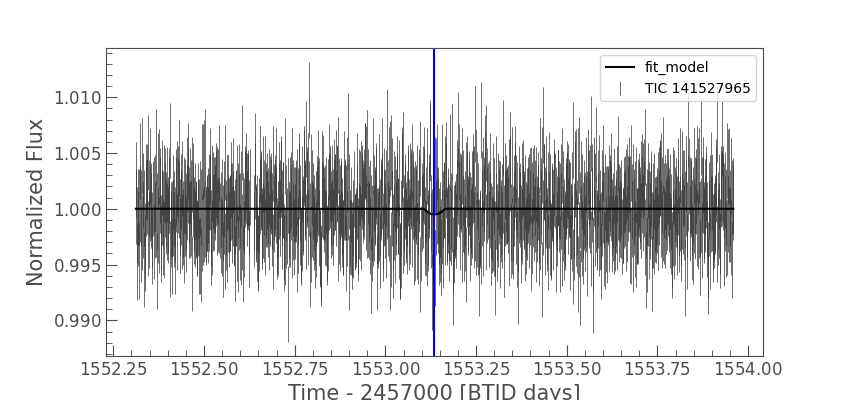 fit_model
TIC 141527965
1.010
1.005
1.000
0.995
0.990
Normalized Flux
1552.25 1552.50 1552.75 1553.00 1553.25 1553.50 1553.75 1554.00
Time - 2457000 [BTJD days]